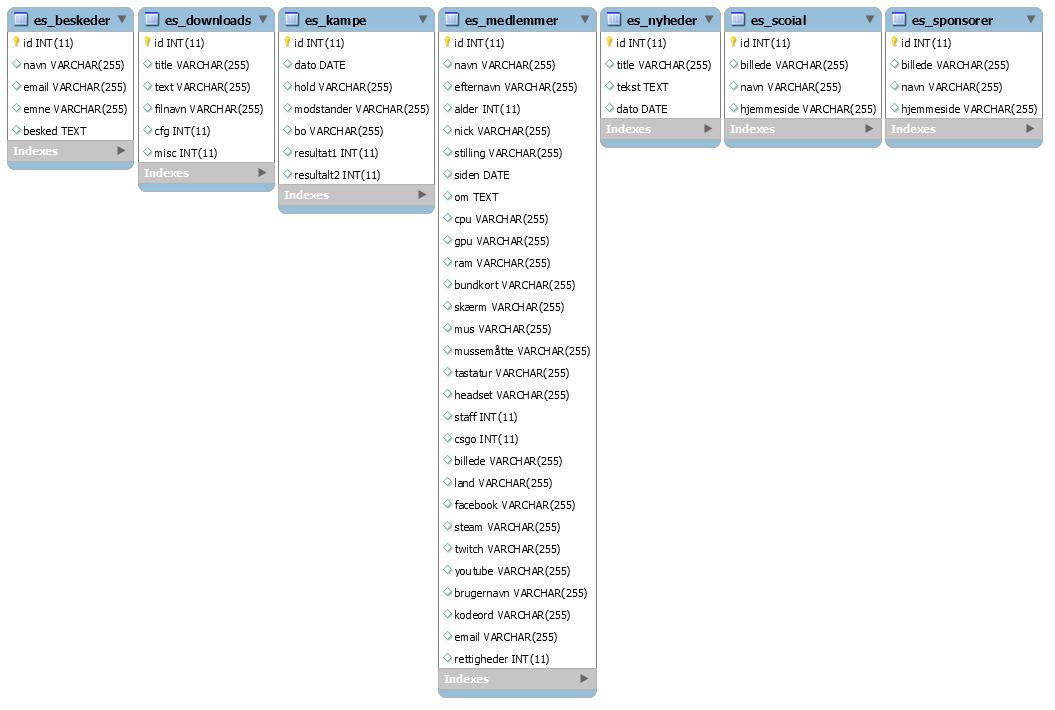 es_beskeder
id INT(11)
navn VARCHAR(255)
email VARCHAR(255)
emne VARCHAR(255)
besked TEXT
Indexes
es_downloads
id INT(11)
title VARCHAR(255)
text VARCHAR(255)
filnavn VARCHAR(255)
cfg INT(11)
misc INT(11)
Indexes
es_kampe
id INT(11)
dato DATE
hold VARCHAR(255)
modstander VARCHAR(255)
bo VARCHAR(255)
resultat1 INT(11)
resultalt2 INT(11)
Indexes
es_medlemmer
id INT(11)
navn VARCHAR(255)
efternavn VARCHAR(255)
alder INT(11)
nick VARCHAR(255)
stilling VARCHAR(255)
siden DATE
om TEXT
cpu VARCHAR(255)
gpu VARCHAR(255)
ram VARCHAR(255)
bundkort VARCHAR(255)
skærm VARCHAR(255)
mus VARCHAR(255)
mussemåtte VARCHAR(255)
tastatur VARCHAR(255)
headset VARCHAR(255)
staff INT(11)
csgo INT(11)
billede VARCHAR(255)
land VARCHAR(255)
facebook VARCHAR(255)
steam VARCHAR(255)
twitch VARCHAR(255)
youtube VARCHAR(255)
brugernavn VARCHAR(255)
kodeord VARCHAR(255)
email VARCHAR(255)
rettigheder INT(11)
Indexes
es_nyheder
id INT(11)
title VARCHAR(255)
tekst TEXT
dato DATE
Indexes
es_scoial
id INT(11)
billede VARCHAR(255)
navn VARCHAR(255)
hjemmeside VARCHAR(255)
Indexes
es_sponsorer
id INT(11)
billede VARCHAR(255)
navn VARCHAR(255)
hjemmeside VARCHAR(255)
Indexes